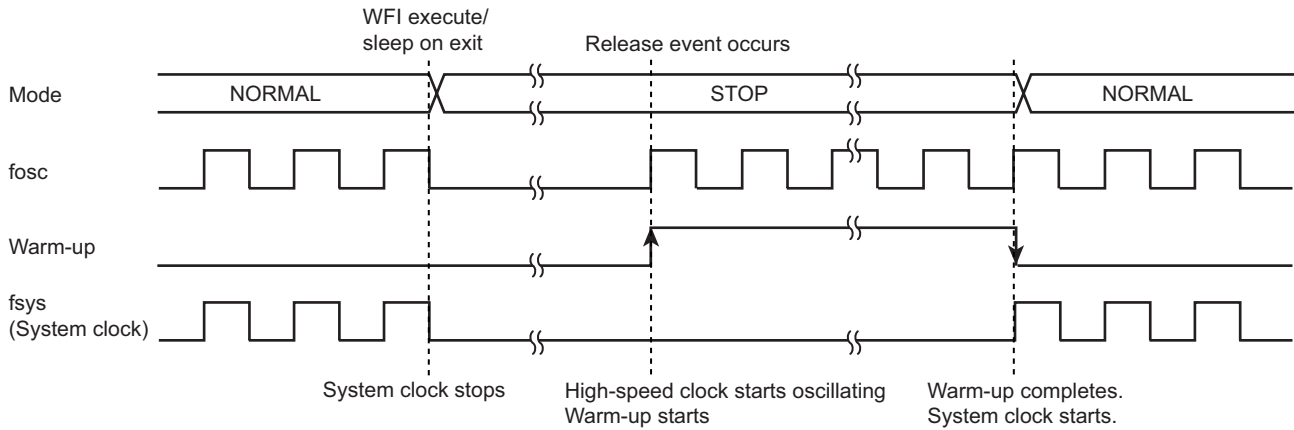 WFI execute/
sleep on exit
Release event occurs
Mode
NORMAL
STOP
NORMAL
fosc
Warm-up
fsys
(System clock)
System clock stops
High-speed clock starts oscillating
Warm-up starts
Warm-up completes.
System clock starts.